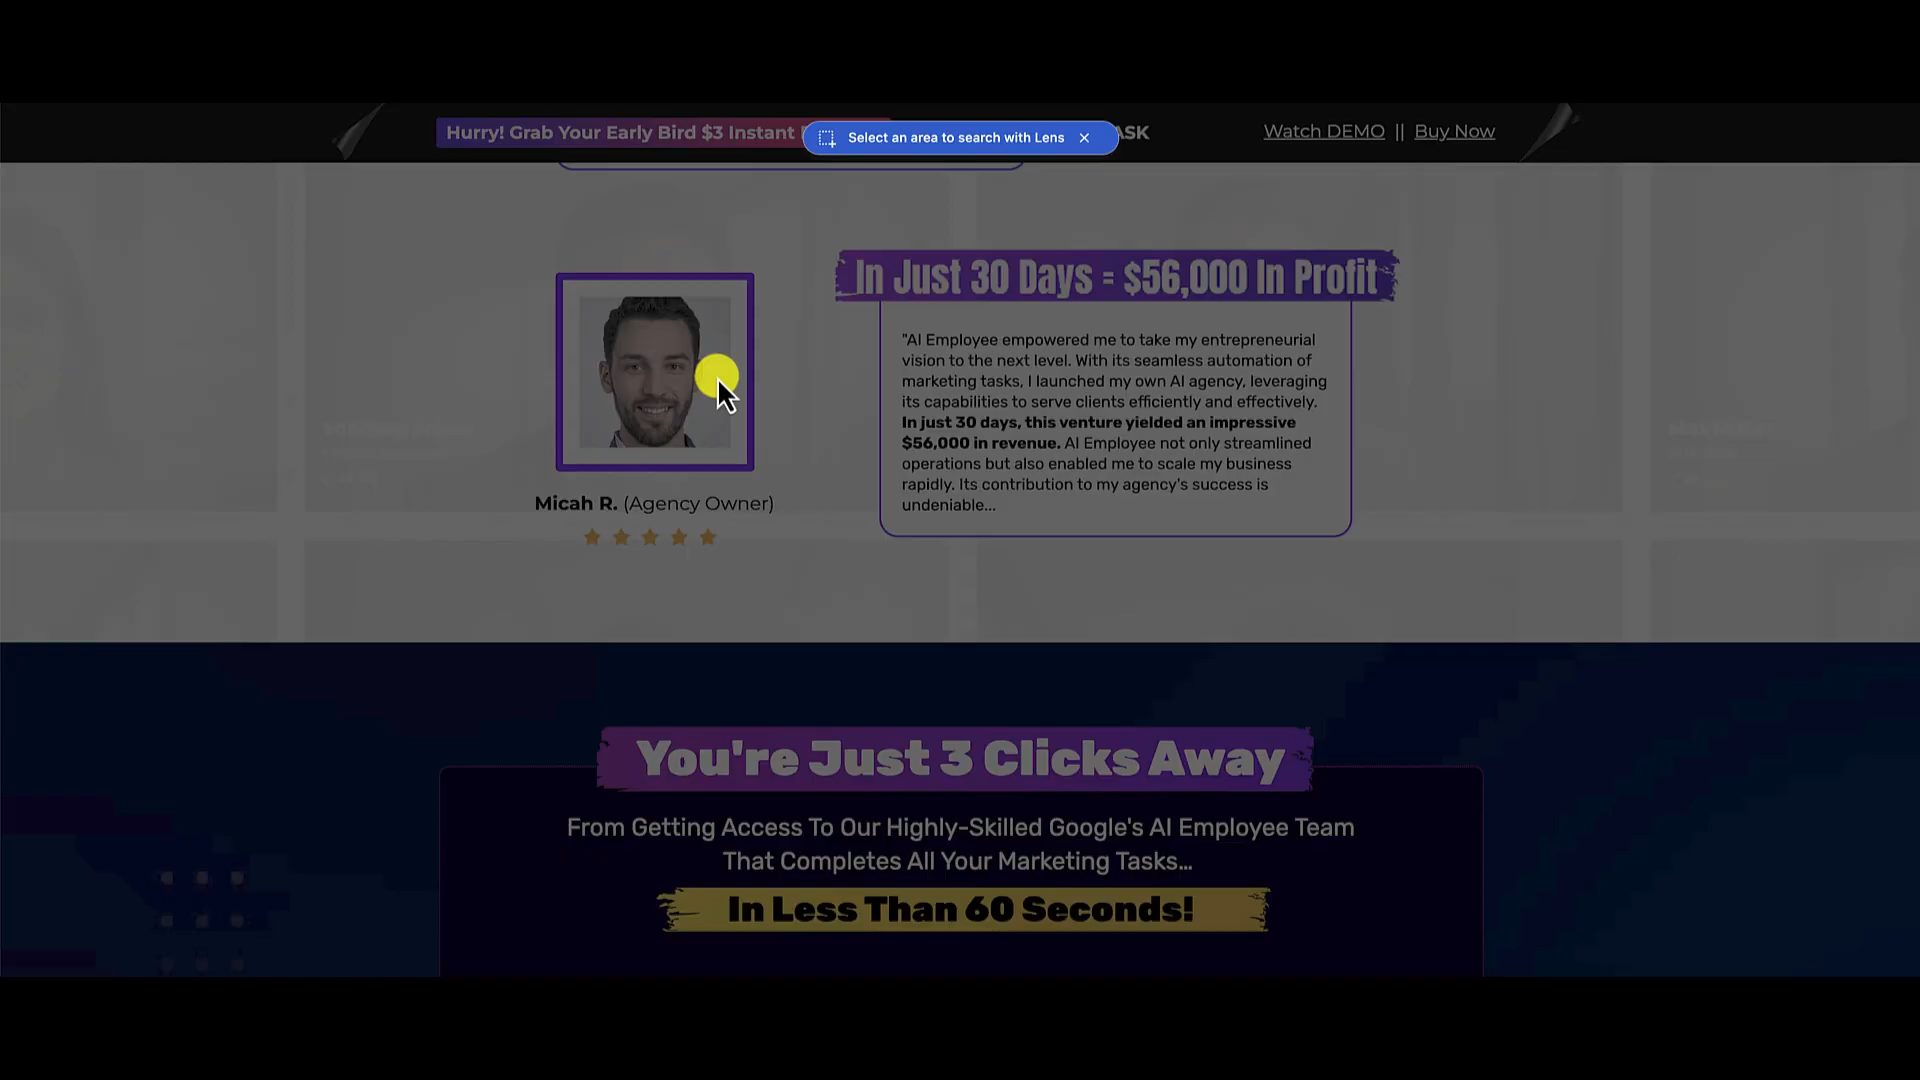 Hurry! Grab Your Early Bird $3 Instant
Select an area to search with Lens
ASK
Watch DEMO || Buy Now
In Just 30 Days = $56,000 In Profit
"AI Employee empowered me to take my entrepreneurial
vision to the next level. With its seamless automation of
marketing tasks, I launched my own AI agency, leveraging
its capabilities to serve clients efficiently and effectively.
In just 30 days, this venture yielded an impressive
$56,000 in revenue. AI Employee not only streamlined
operations but also enabled me to scale my business
rapidly. Its contribution to my agency's success is
undeniable...
Micah R. (Agency Owner)
You're Just 3 Clicks Away
From Getting Access To Our Highly-Skilled Google's AI Employee Team
That Completes All Your Marketing Tasks...
In Less Than 60 Seconds!